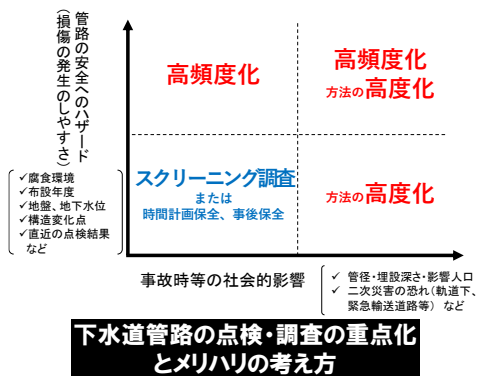 管路の安全へのハザード
(損傷の発生のしやすさ)
✓腐食環境
✓布設年度
✓地盤、地下水位
✓構造変化点
✓直近の点検結果
など
高頻度化
高頻度化
方法の高度化
スクリーニング調査
または
時間計画保全、事後保全
方法の高度化
事故時等の社会的影響
✓ 管径・埋設深さ・影響人口
✓ 二次災害の恐れ(軌道下、
緊急輸送道路等) など
下水道管路の点検・調査の重点化
とメリハリの考え方